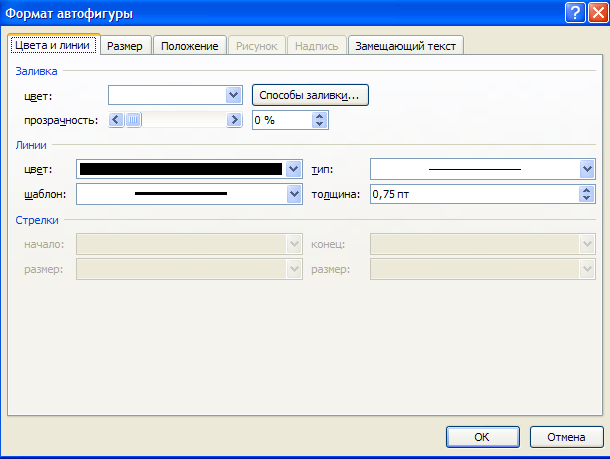 Формат автофигуры
Цвета и линии Размер Положение Рисунок Надпись Замещающий текст
Заливка
цвет: Способы заливки...
прозрачность: 0 %
Линии
цвет: тип:
шаблон: толщина: 0,75 пт
Стрелки
начало: конец:
размер: размер:
ОК Отмена